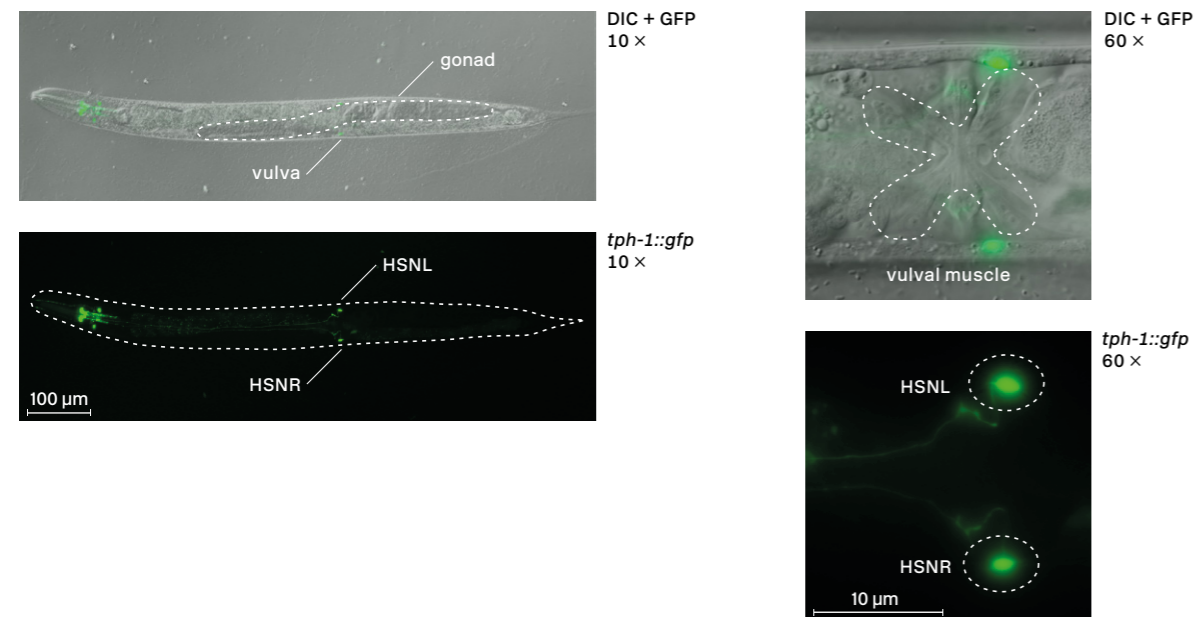 DIC + GFP
10 ×
gonad
vulva
tph-1::gfp
10 ×
HSNL
HSNR
100 µm
DIC + GFP
60 ×
vulval muscle
tph-1::gfp
60 ×
HSNL
HSNR
10 µm